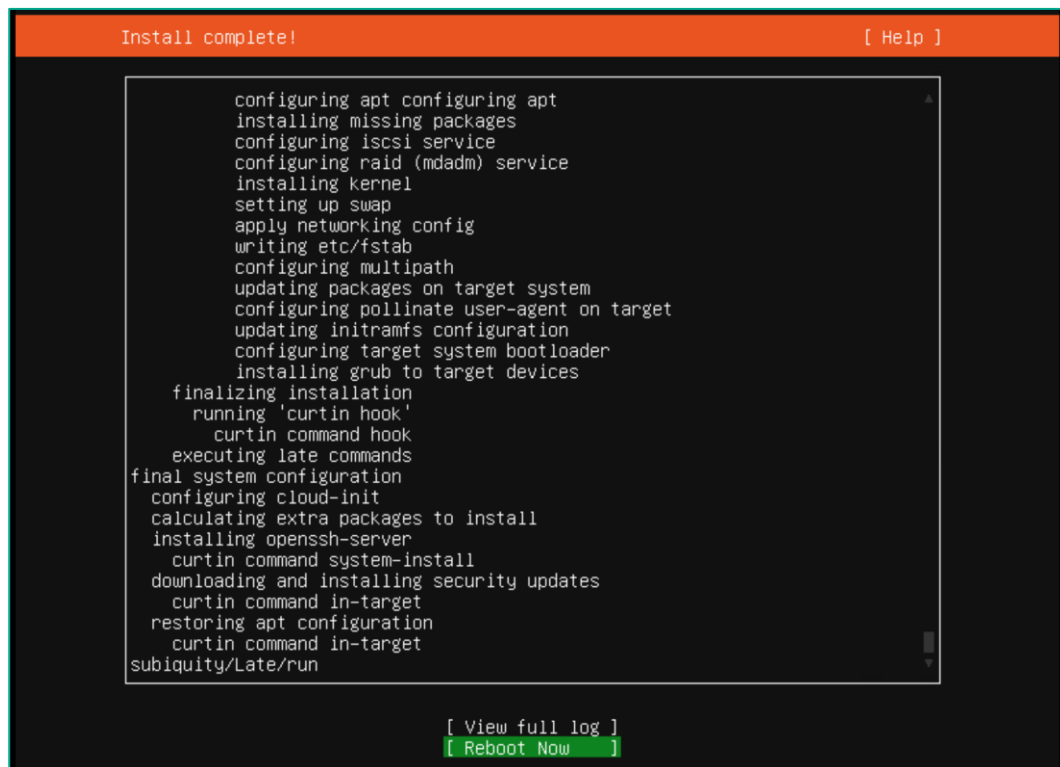 Install complete! [ Help ]
configuring apt configuring apt
installing missing packages
configuring iscsi service
configuring raid (mdadm) service
installing kernel
setting up swap
apply networking config
writing etc/fstab
configuring multipath
updating packages on target system
configuring pollinate user-agent on target
updating initramfs configuration
configuring target system bootloader
installing grub to target devices
finalizing installation
running 'curtin hook'
curtin command hook
executing late commands
final system configuration
configuring cloud-init
calculating extra packages to install
installing openssh-server
curtin command system-install
downloading and installing security updates
curtin command in-target
restoring apt configuration
curtin command in-target
subiquity/Late/run
[ View full log ]
[ Reboot Now ]